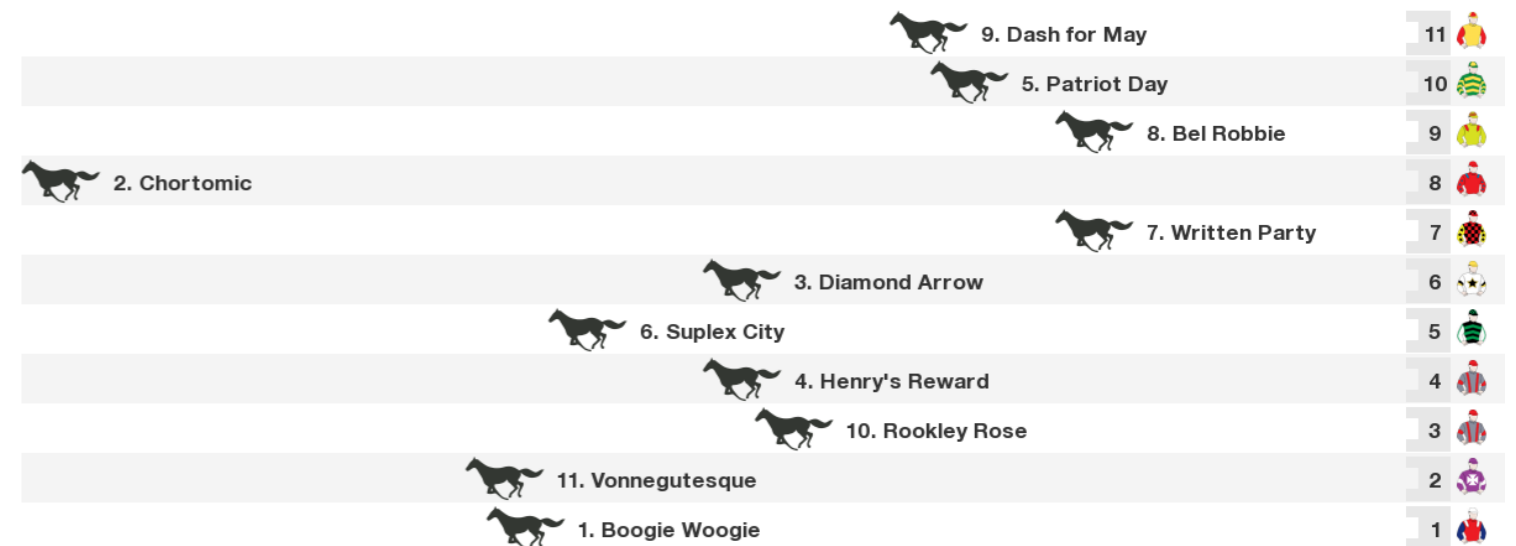 9. Dash for May 11
5. Patriot Day 10
8. Bel Robbie 9
2. Chortomic 8
7. Written Party 7
3. Diamond Arrow 6
6. Suplex City 5
4. Henry's Reward 4
10. Rookley Rose 3
11. Vonnegutesque 2
1. Boogie Woogie 1